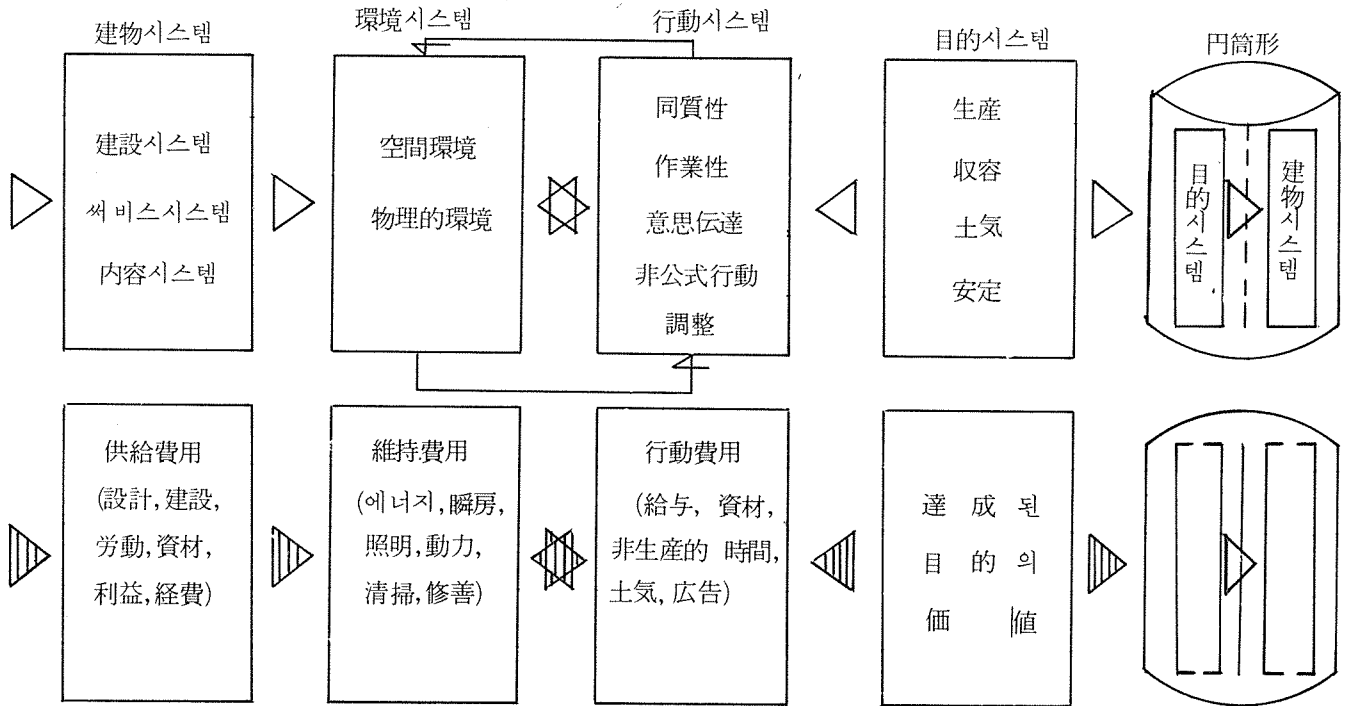 建物시스템
建設시스템
써비스시스템
内容시스템
環境시스템
空間環境
物理的環境
行動시스템
同質性
作業性
意思伝達
非公式行動
調整
目的시스템
生産
収容
士気
安定
円筒形
目的시스템
建物시스템
供給費用
(設計, 建設,
労動, 資材,
利益, 経費)
維持費用
(에너지, 瞬房,
照明, 動力,
清掃, 修善)
行動費用
(給与, 資材,
非生産的 時間,
士気, 広告)
達 成 된
目 的 의
価 値